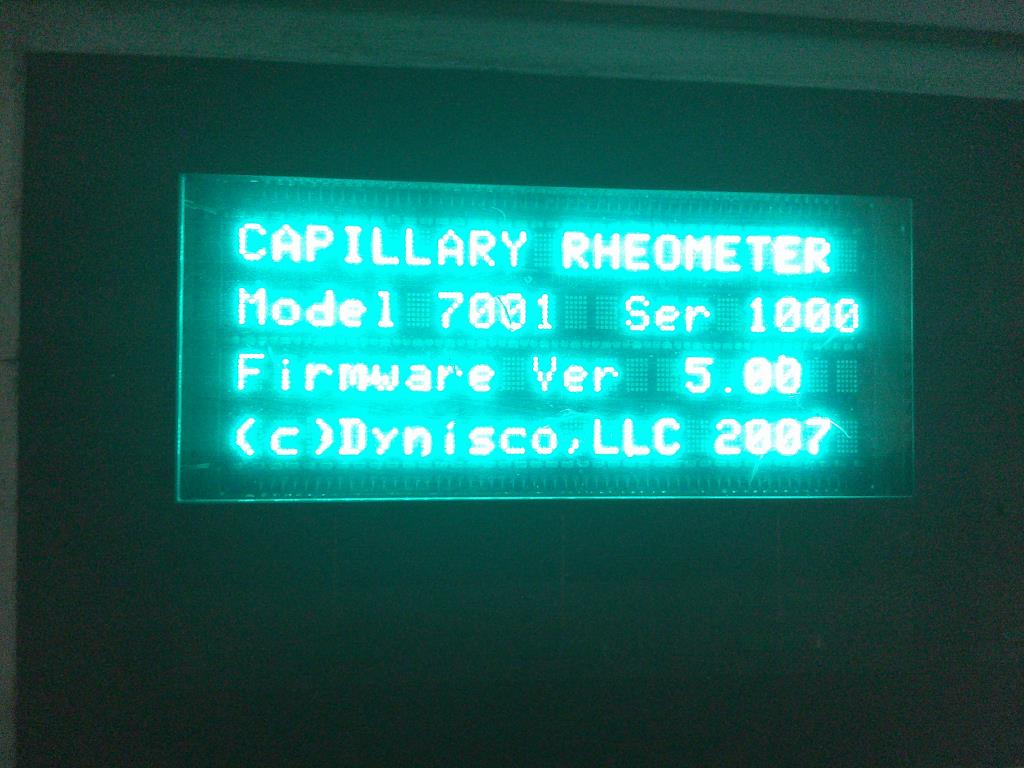 CAPILLARY RHEOMETER
Model 7001 Ser 1000
Firmware Ver 5.00
(c)Dynisco,LLC 2007